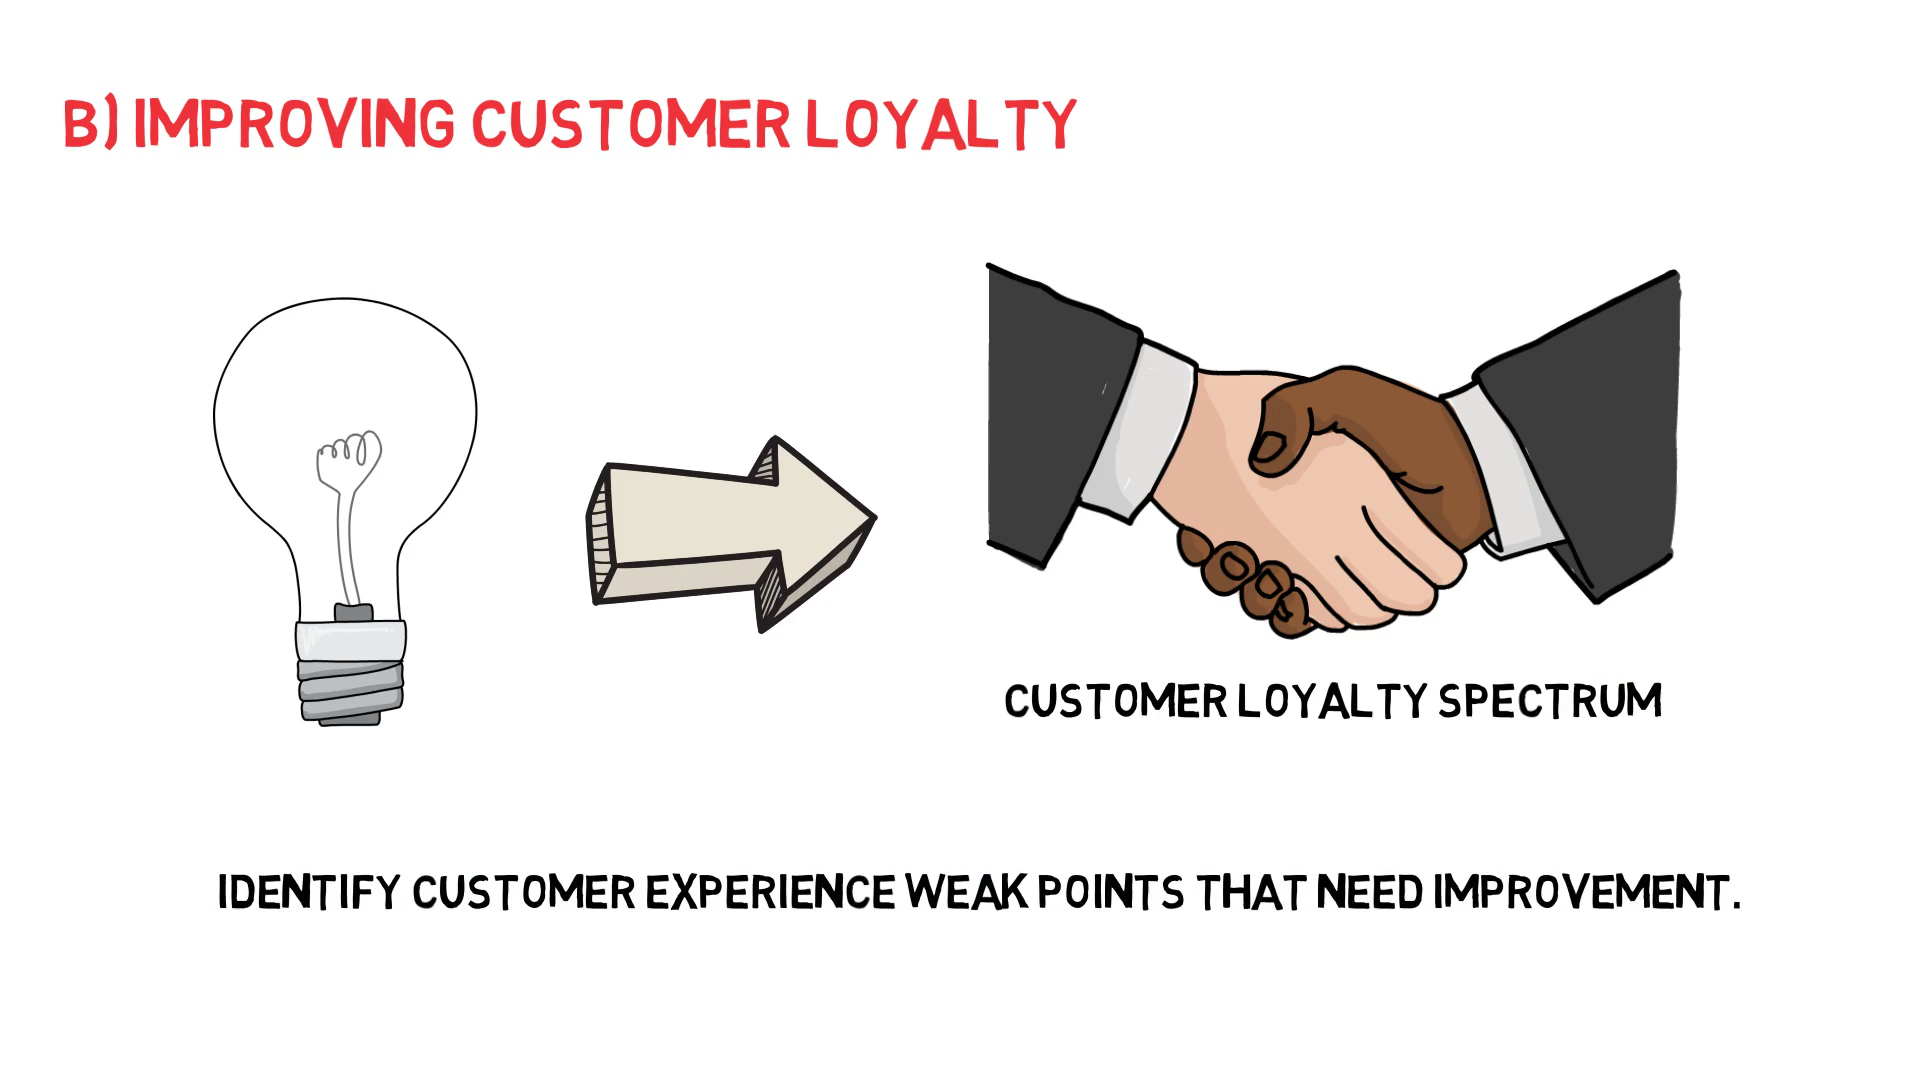 B) IMPROVING CUSTOMER LOYALTY
CUSTOMER LOYALTY SPECTRUM
IDENTIFY CUSTOMER EXPERIENCE WEAK POINTS THAT NEED IMPROVEMENT.